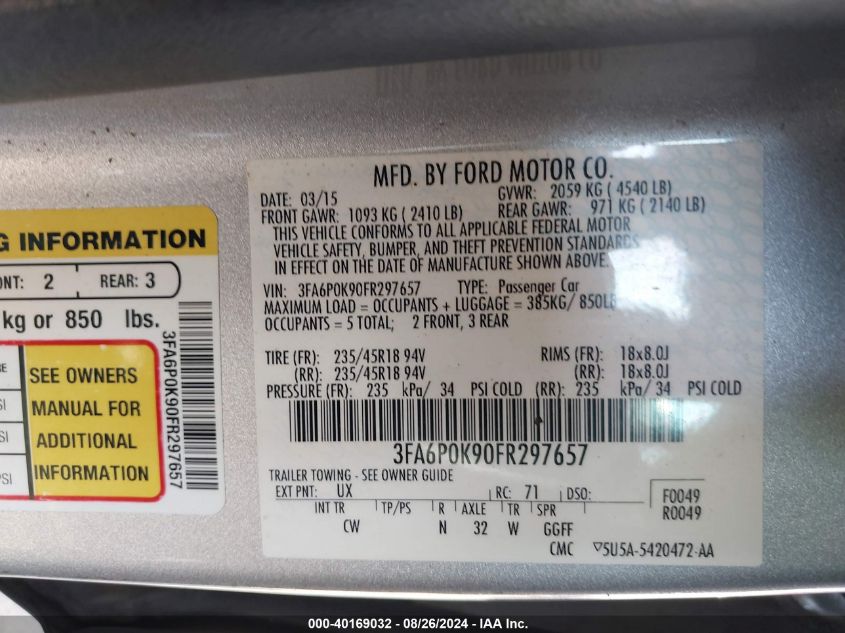 MFD. BY FORD MOTOR CO.
DATE: 03/15 GVWR: 2059 KG ( 4540 LB)
FRONT GAWR: 1093 KG ( 2410 LB) REAR GAWR: 971 KG ( 2140 LB)
THIS VEHICLE CONFORMS TO ALL APPLICABLE FEDERAL MOTOR
VEHICLE SAFETY, BUMPER, AND THEFT PREVENTION STANDARDS
IN EFFECT ON THE DATE OF MANUFACTURE SHOWN ABOVE.
VIN: 3FA6P0K90FR297657 TYPE: Passenger Car
MAXIMUM LOAD = OCCUPANTS + LUGGAGE = 385KG/ 850LB
OCCUPANTS = 5 TOTAL; 2 FRONT, 3 REAR
TIRE (FR): 235/45R18 94V RIMS (FR): 18x8.0J
(RR): 235/45R18 94V (RR): 18x8.0J
PRESSURE (FR): 235 kPa/ 34 PSI COLD (RR): 235 kPa/ 34 PSI COLD
3FA6P0K90FR297657
TRAILER TOWING - SEE OWNER GUIDE
EXT PNT: UX RC: 71 DSO: F0049
R0049
INT TR TP/PS R AXLE TR SPR
CW N 32 W GGFF
CMC ▽5U5A-5420472-AA
G INFORMATION
NT: 2 REAR: 3
kg or 850 lbs.
SEE OWNERS
MANUAL FOR
ADDITIONAL
INFORMATION
RE
SI
SI
PSI
3FA6P0K90FR297657
000-40169032 - 08/26/2024 - IAA Inc.